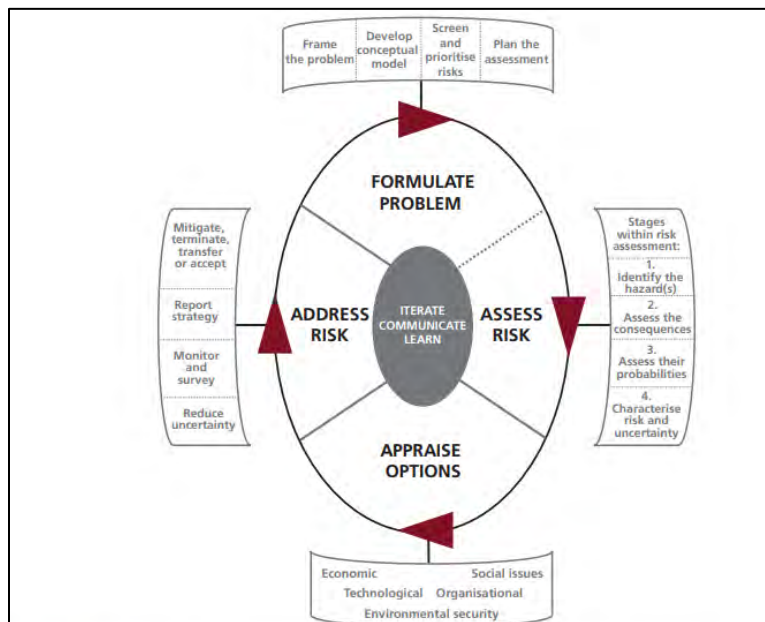 Frame
the problem
Develop
conceptual
model
Screen
and
prioritise
risks
Plan the
assessment
FORMULATE
PROBLEM
Mitigate,
terminate,
transfer
or accept
Report
strategy
Monitor
and
survey
Reduce
uncertainty
ADDRESS
RISK
ITERATE
COMMUNICATE
LEARN
ASSESS
RISK
Stages
within risk
assessment:
1.
Identify the
hazard(s)
2.
Assess the
consequences
3.
Assess their
probabilities
4.
Characterise
risk and
uncertainty
APPRAISE
OPTIONS
Economic Social issues
Technological Organisational
Environmental security